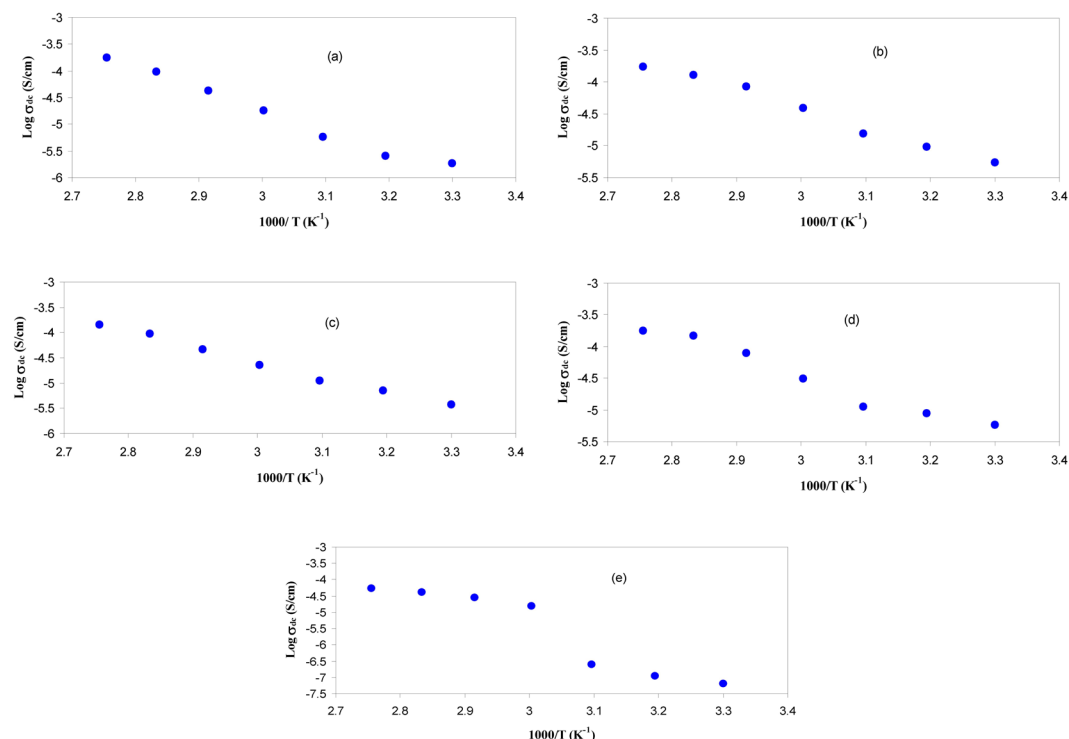 -3
-3.5
-4
-4.5
-5
-5.5
-6
Log σdc (S/cm)
(a)
2.7 2.8 2.9 3 3.1 3.2 3.3 3.4
1000/ T (K-1)
-3
-3.5
-4
-4.5
-5
-5.5
Log σdc (S/cm)
(b)
2.7 2.8 2.9 3 3.1 3.2 3.3 3.4
1000/T (K-1)
-3
-3.5
-4
-4.5
-5
-5.5
-6
Log σdc (S/cm)
(c)
2.7 2.8 2.9 3 3.1 3.2 3.3 3.4
1000/T (K-1)
-3
-3.5
-4
-4.5
-5
-5.5
Log σdc (S/cm)
(d)
2.7 2.8 2.9 3 3.1 3.2 3.3 3.4
1000/T (K-1)
-3
-3.5
-4
-4.5
-5
-5.5
-6
-6.5
-7
-7.5
Log σdc (S/cm)
(e)
2.7 2.8 2.9 3 3.1 3.2 3.3 3.4
1000/T (K-1)